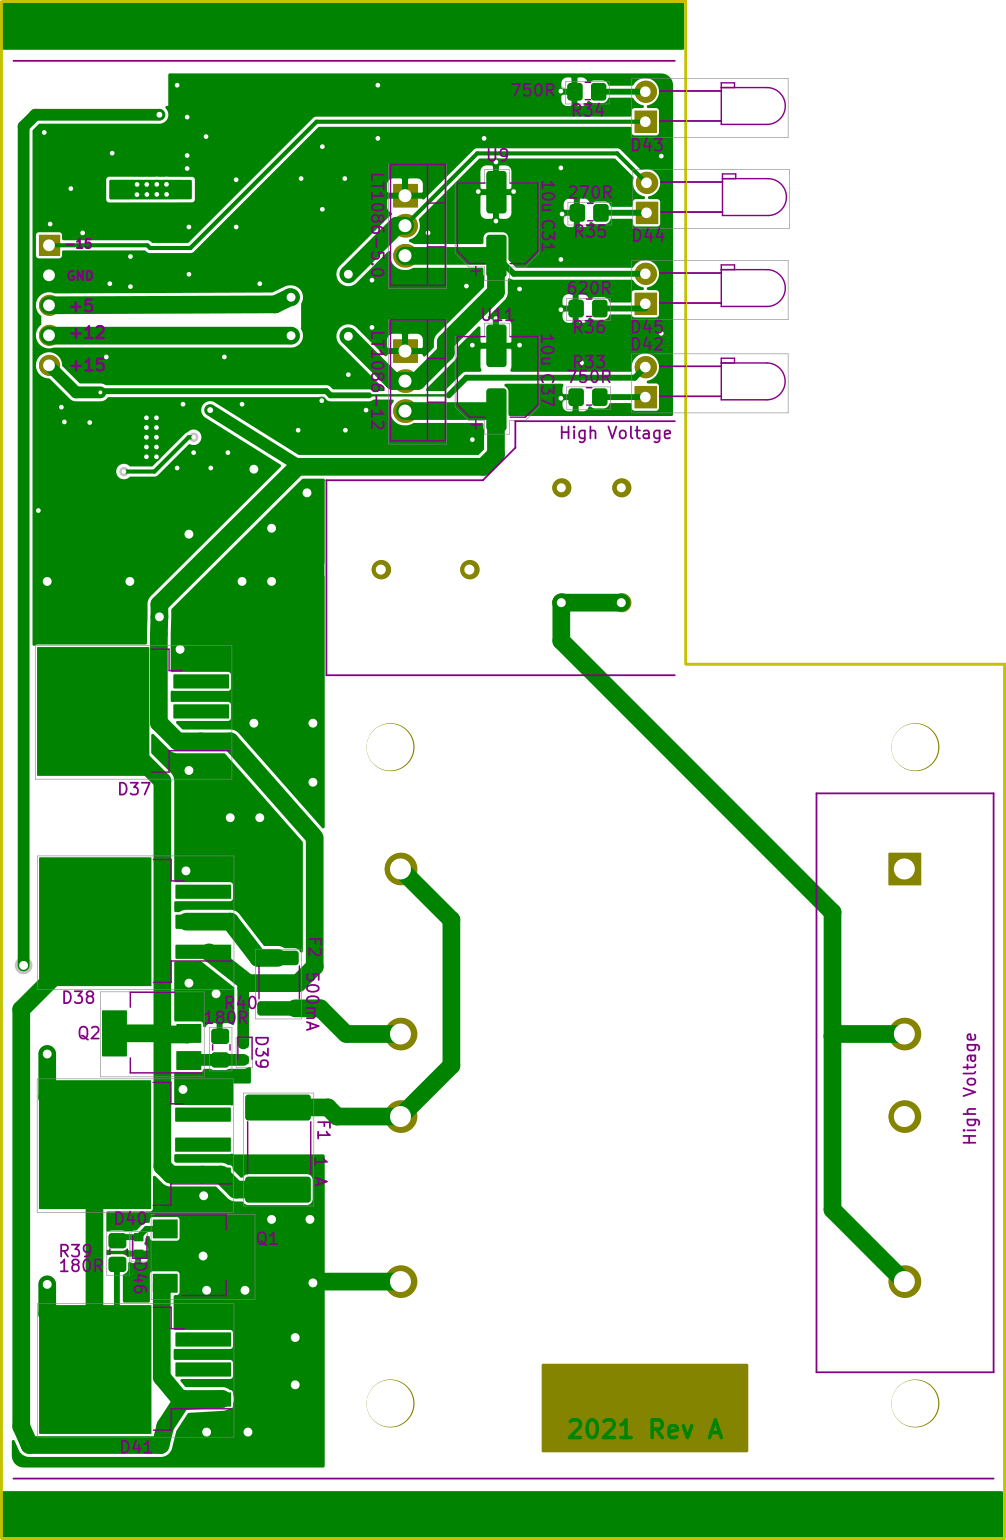 750R
R34
D43
U9
LT1086-5.0
10u C31
270R
R35
D44
-15
GND
+5
+12
+15
620R
R36
D45
D42
U11
LT1086-12
10u C37
R33
750R
High Voltage
D37
D38
F2 500mA
R40
180R
Q2
D39
F1 1 A
D40
Q1
R39
180R
D46
D41
High Voltage
2021 Rev A